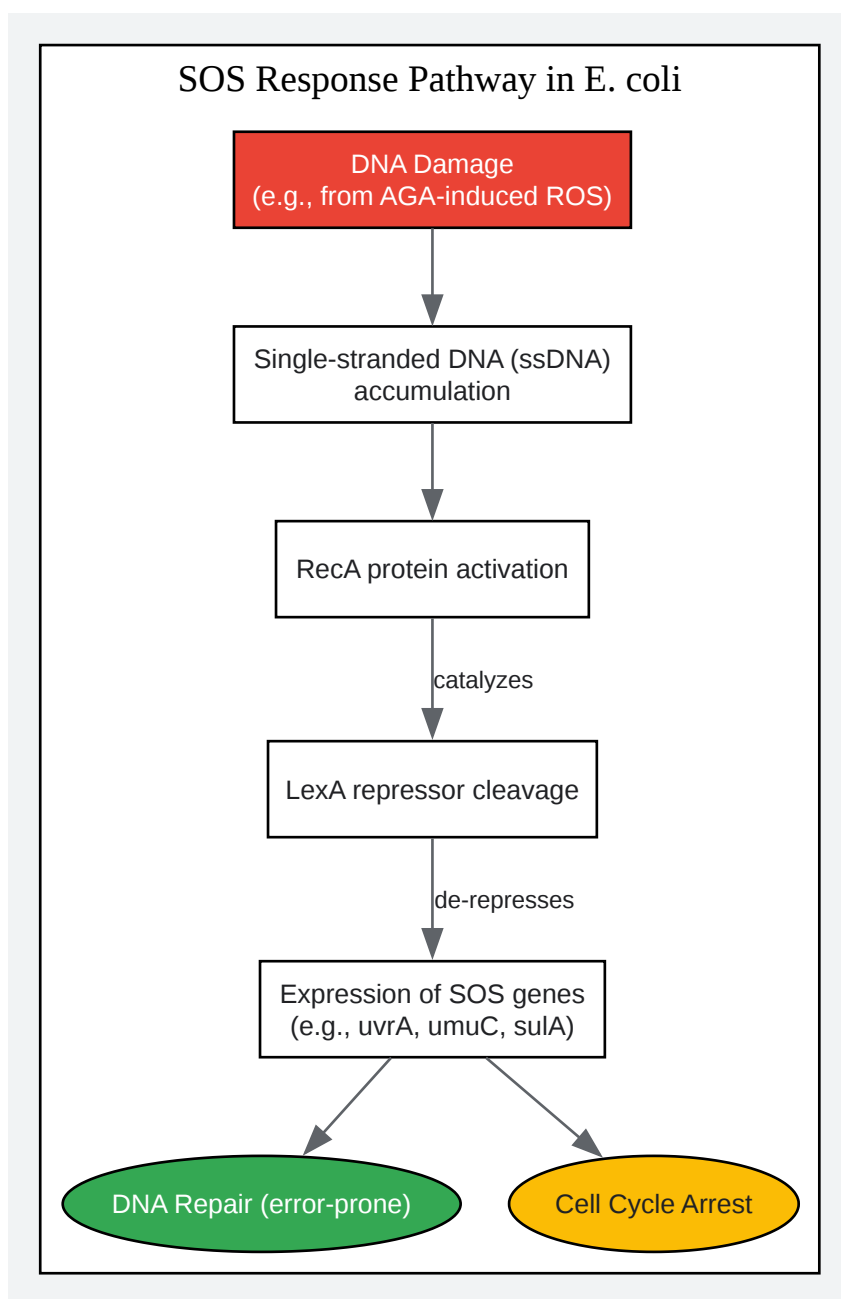 SOS Response Pathway in E. coli
DNA Damage
(e.g., from AGA-induced ROS)
Single-stranded DNA (ssDNA)
accumulation
RecA protein activation
catalyzes
LexA repressor cleavage
de-represses
Expression of SOS genes
(e.g., uvrA, umuC, sulA)
DNA Repair (error-prone)
Cell Cycle Arrest